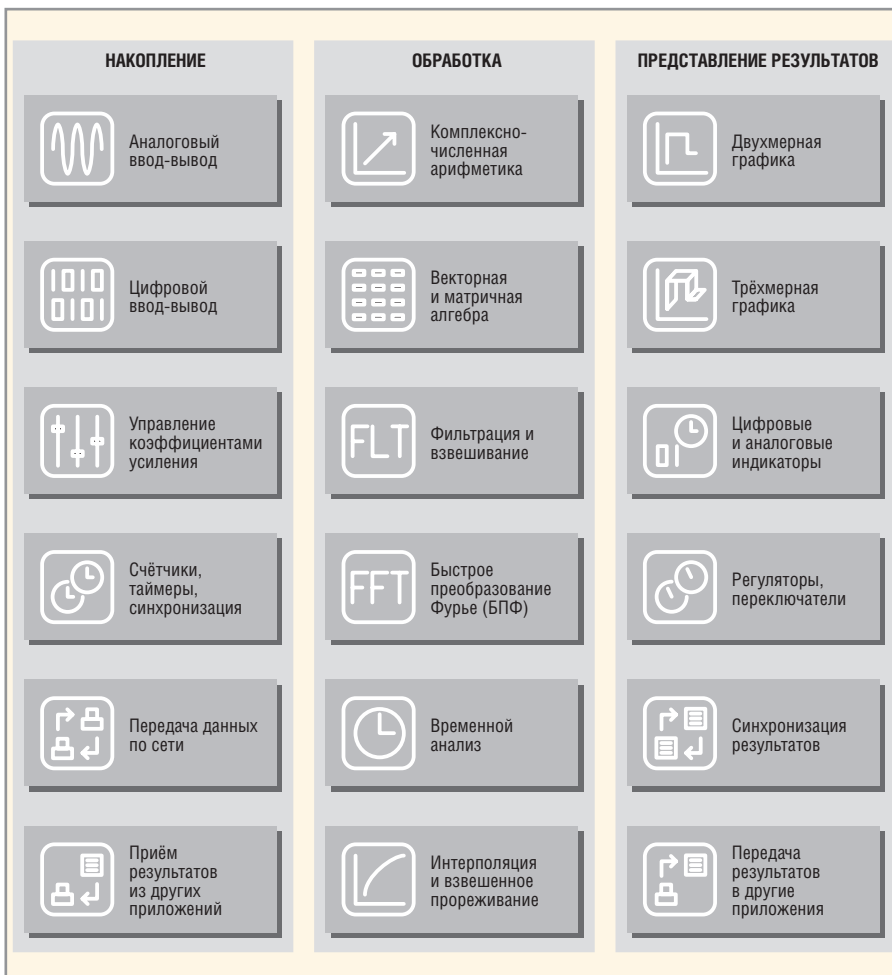 НАКОПЛЕНИЕ
Аналоговый
ввод-вывод
1010
0101
Цифровой
ввод-вывод
Управление
коэффициентами
усиления
Счётчики,
таймеры,
синхронизация
Передача данных
по сети
Приём
результатов
из других
приложений
ОБРАБОТКА
Комплексно-
численная
арифметика
Векторная
и матричная
алгебра
FLT
Фильтрация и
взвешивание
FFT
Быстрое
преобразование
Фурье (БПФ)
Временной
анализ
Интерполяция
и взвешенное
прореживание
ПРЕДСТАВЛЕНИЕ РЕЗУЛЬТАТОВ
Двухмерная
графика
Трёхмерная
графика
Цифровые
и аналоговые
индикаторы
Регуляторы,
переключатели
Синхронизация
результатов
Передача
результатов
в другие
приложения